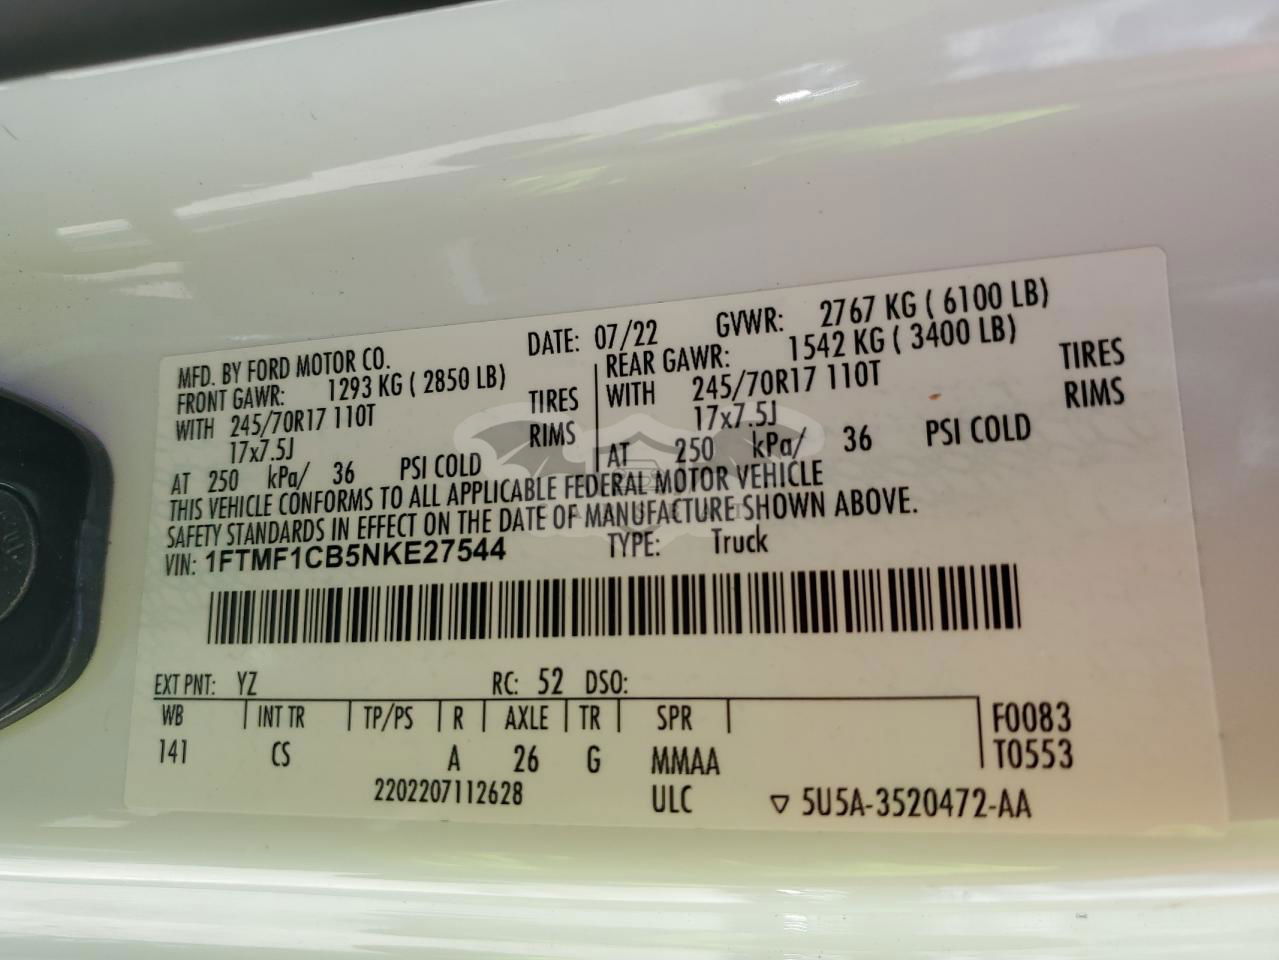 MFD. BY FORD MOTOR CO. DATE: 07/22 GVWR: 2767 KG ( 6100 LB)
FRONT GAWR: 1293 KG ( 2850 LB) REAR GAWR: 1542 KG ( 3400 LB)
WITH 245/70R17 110T TIRES WITH 245/70R17 110T TIRES
17x7.5J RIMS 17x7.5J RIMS
AT 250 kPa/ 36 PSI COLD AT 250 kPa/ 36 PSI COLD
THIS VEHICLE CONFORMS TO ALL APPLICABLE FEDERAL MOTOR VEHICLE
SAFETY STANDARDS IN EFFECT ON THE DATE OF MANUFACTURE SHOWN ABOVE.
VIN: 1FTMF1CB5NKE27544 TYPE: Truck
EXT PNT: YZ RC: 52 DSO:
WB INT TR TP/PS R AXLE TR SPR F0083
141 CS A 26 G MMAA T0553
2202207112628 ULC ▽ 5U5A-3520472-AA